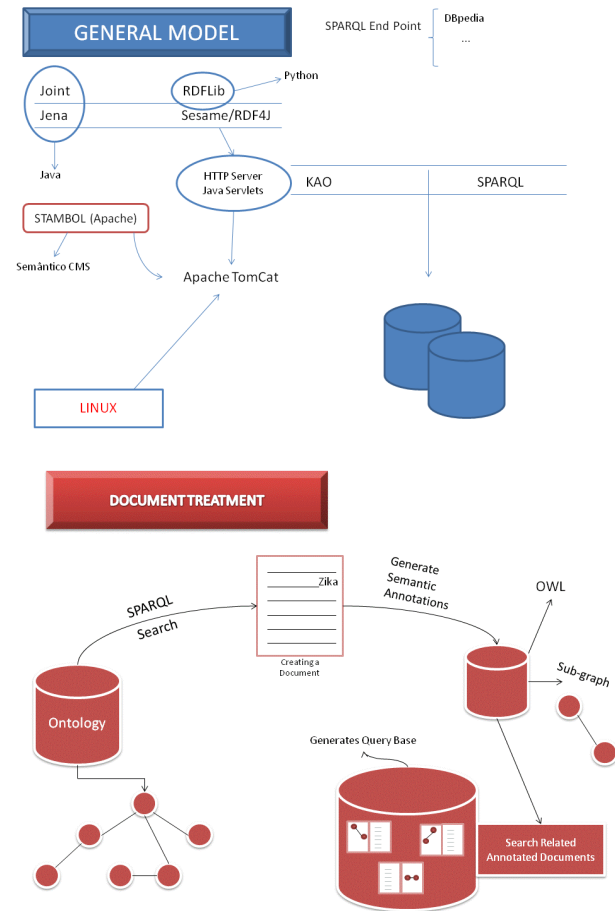 GENERAL MODEL
SPARQL End Point
DBpedia
...
Python
Joint
RDFLib
Jena
Sesame/RDF4J
Java
HTTP Server
Java Servlets
KAO
SPARQL
STAMBOL (Apache)
Semântico CMS
Apache TomCat
LINUX
DOCUMENT TREATMENT
SPARQL
Search
Zika
Creating a
Document
Generate
Semantic
Annotations
OWL
Sub-graph
Ontology
Generates Query Base
Search Related
Annotated Documents